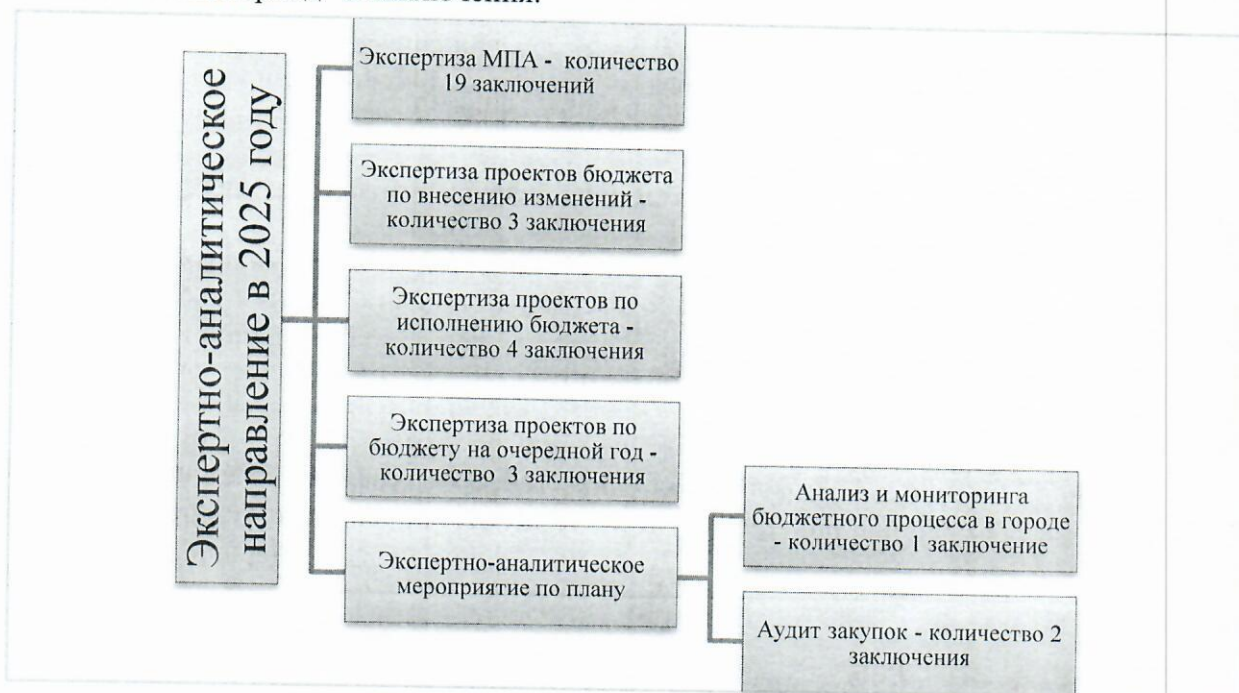 Экспертно-аналитическое
направление в 2025 году
Экспертиза МПА - количество
19 заключений
Экспертиза проектов бюджета
по внесению изменений -
количество 3 заключения
Экспертиза проектов по
исполнению бюджета -
количество 4 заключения
Экспертиза проектов по
бюджету на очередной год -
количество 3 заключения
Экспертно-аналитическое
мероприятие по плану
Анализ и мониторинга
бюджетного процесса в городе
- количество 1 заключение
Аудит закупок - количество 2
заключения